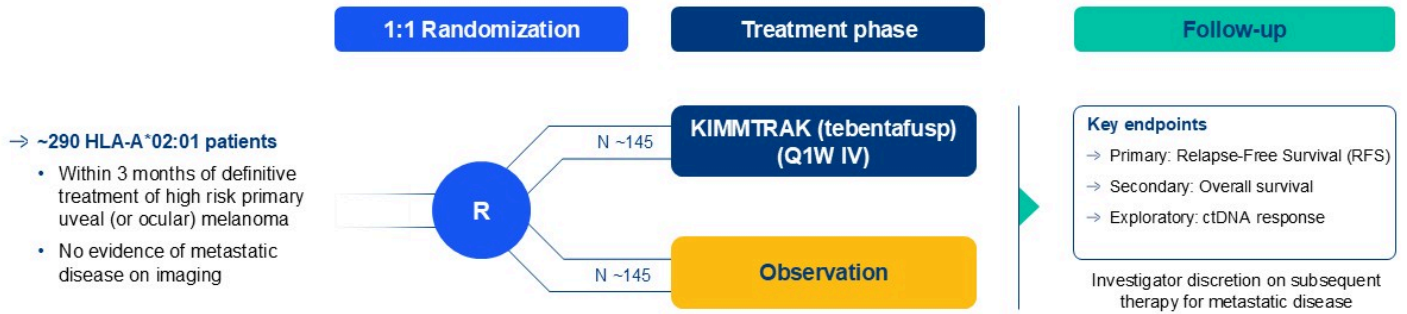 1:1 Randomization
Treatment phase
Follow-up
→ ~290 HLA-A*02:01 patients
• Within 3 months of definitive
treatment of high risk primary
uveal (or ocular) melanoma
• No evidence of metastatic
disease on imaging
R
N ~145
N ~145
KIMMTRAK (tebentafusp)
(Q1W IV)
Observation
Key endpoints
→ Primary: Relapse-Free Survival (RFS)
→ Secondary: Overall survival
→ Exploratory: ctDNA response
Investigator discretion on subsequent
therapy for metastatic disease